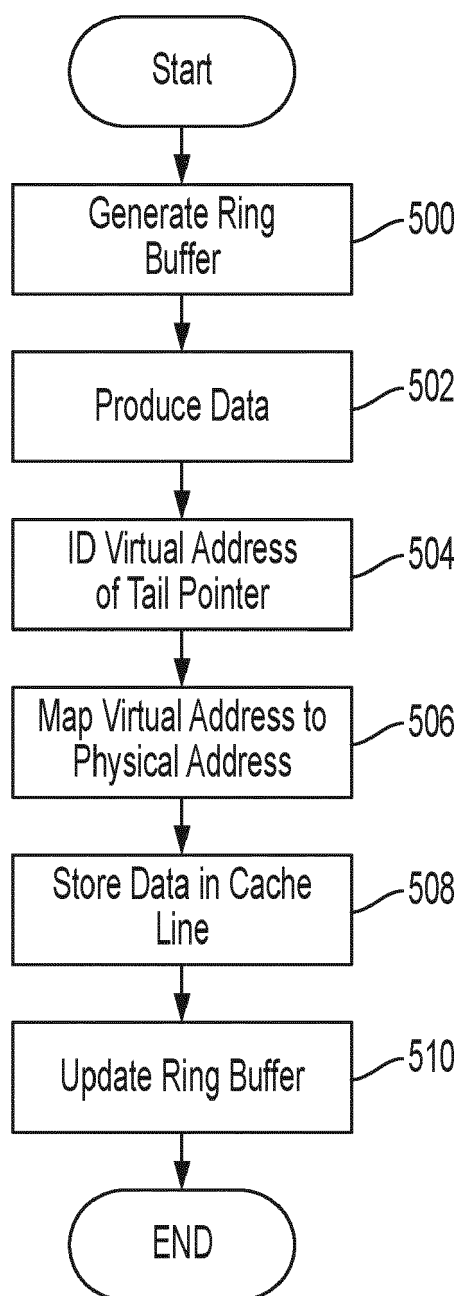 Start
Generate Ring
Buffer
500
Produce Data
502
ID Virtual Address
of Tail Pointer
504
Map Virtual Address to
Physical Address
506
Store Data in Cache
Line
508
Update Ring Buffer
510
END